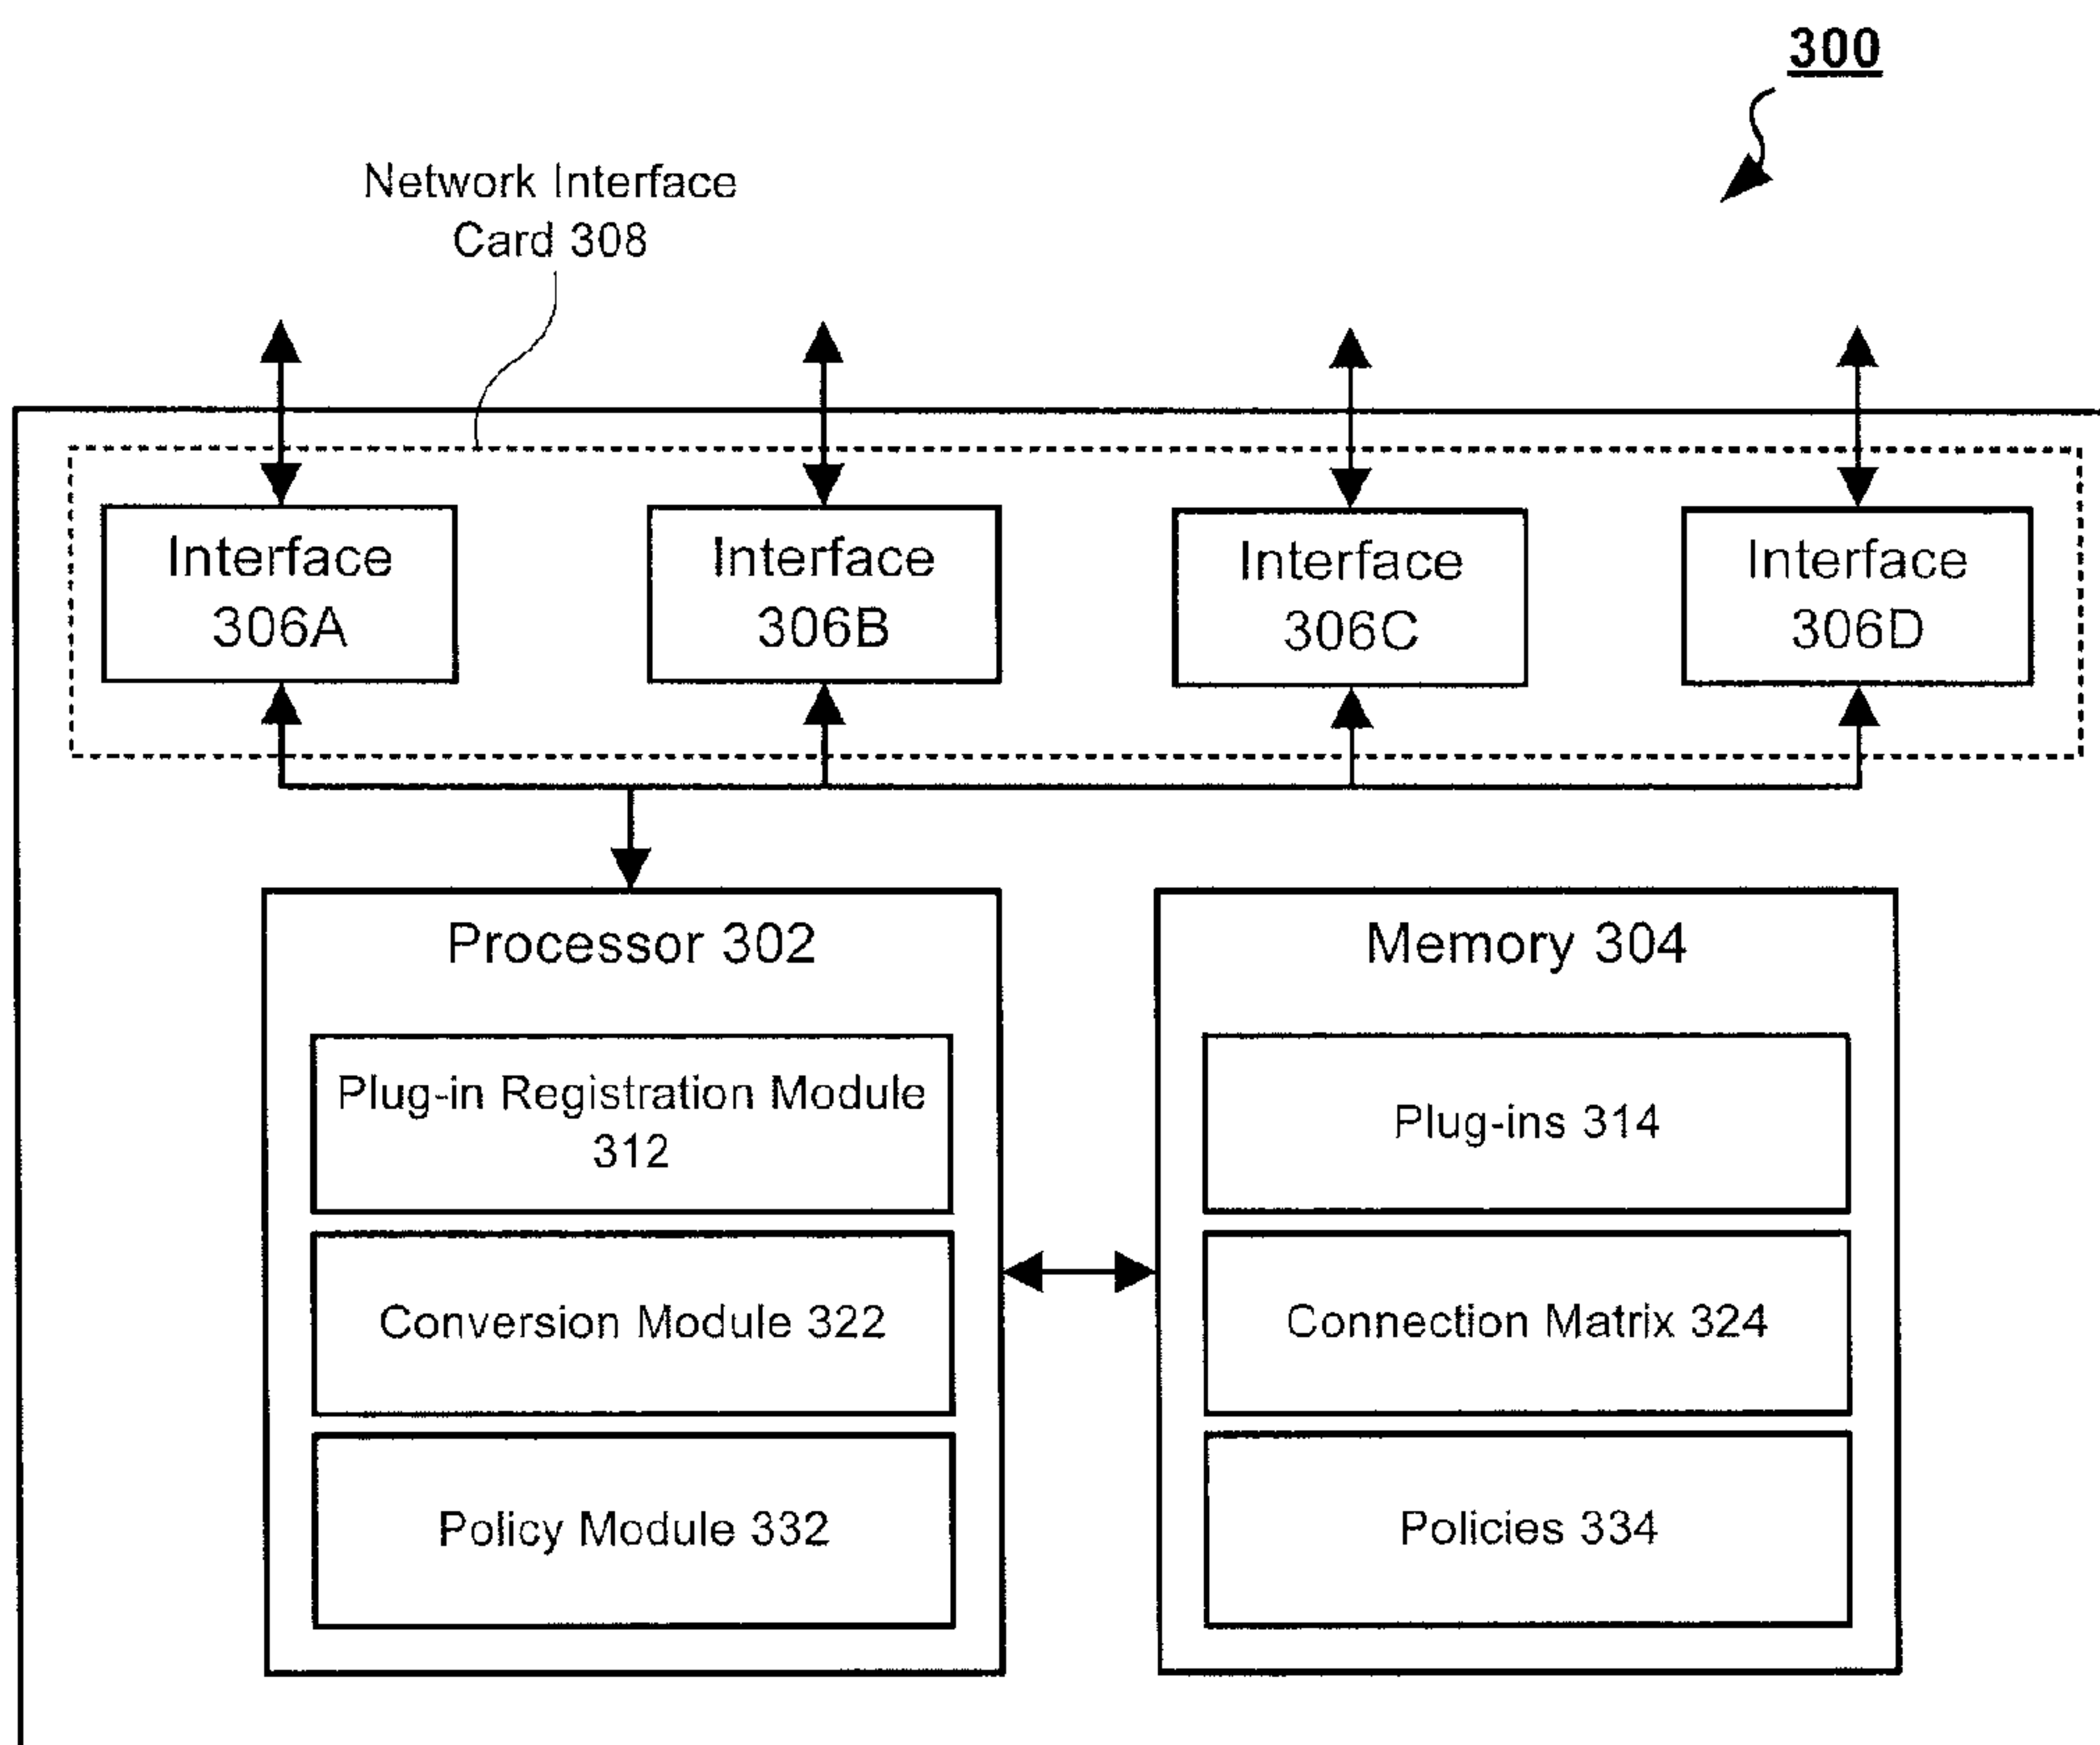 300
Network Interface
Card 308
Interface
306A
Interface
306B
Interface
306C
Interface
306D
Processor 302
Plug-in Registration Module
312
Conversion Module 322
Policy Module 332
Memory 304
Plug-ins 314
Connection Matrix 324
Policies 334